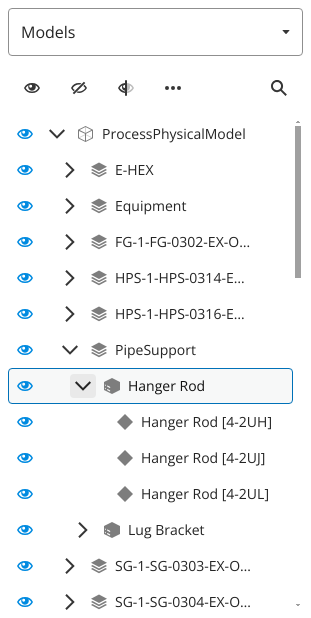 Models
ProcessPhysicalModel
E-HEX
Equipment
FG-1-FG-0302-EX-O...
HPS-1-HPS-0314-E...
HPS-1-HPS-0316-E...
PipeSupport
Hanger Rod
Hanger Rod [4-2UH]
Hanger Rod [4-2UJ]
Hanger Rod [4-2UL]
Lug Bracket
SG-1-SG-0303-EX-O...
SG-1-SG-0304-EX-O...